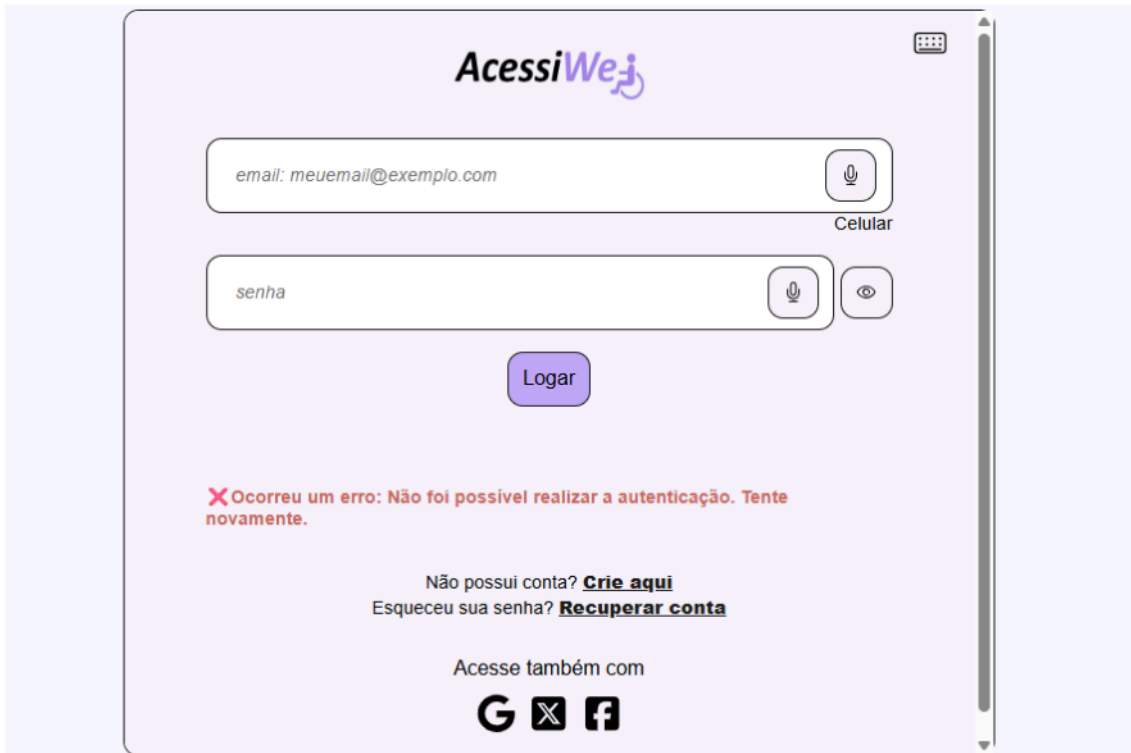 AcessiWeb
email: meuemail@exemplo.com
Celular
senha
Logar
❌Ocorreu um erro: Não foi possível realizar a autenticação. Tente
novamente.
Não possui conta? Crie aqui
Esqueceu sua senha? Recuperar conta
Acesse também com